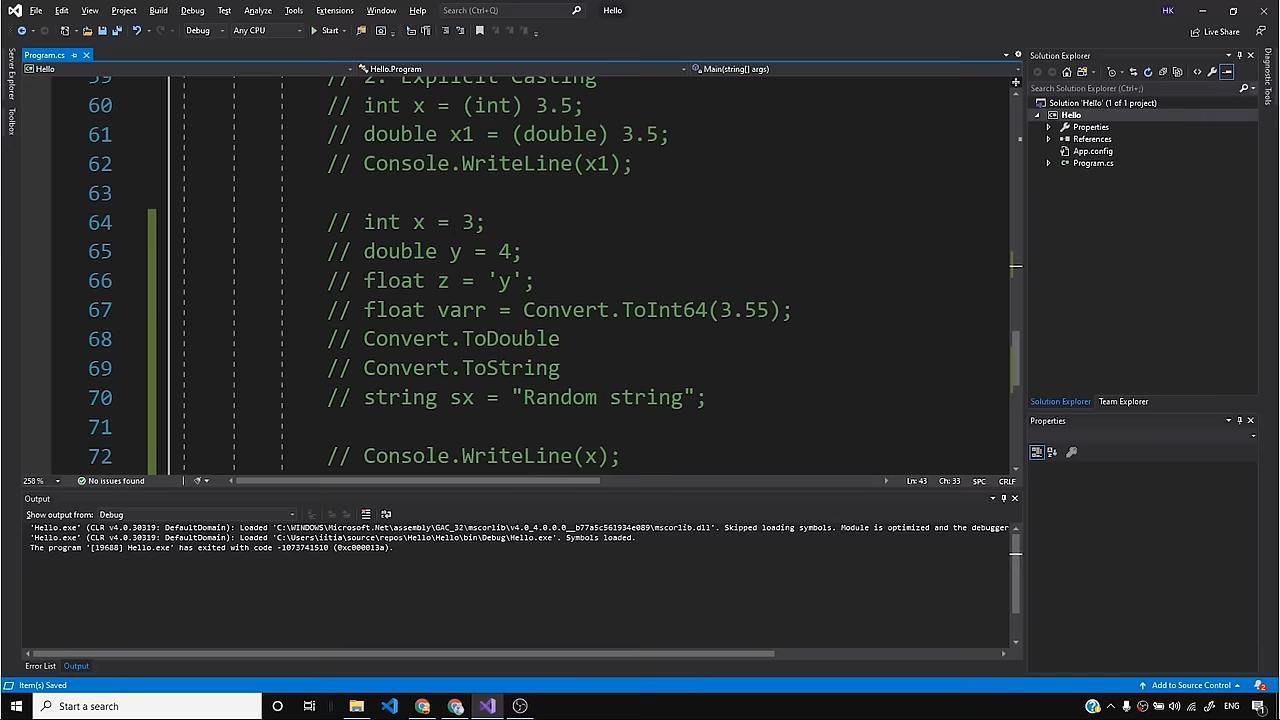 File Edit View Project Build Debug Test Analyze Tools Extensions Window Help Search (Ctrl+Q) Hello HK
Debug Any CPU Start Live Share
Server Explorer
Toolbox
Program.cs
Hello Hello.Program Main(string[] args)
59 // 2. Explicit Casting
60 // int x = (int) 3.5;
61 // double x1 = (double) 3.5;
62 // Console.WriteLine(x1);
63
64 // int x = 3;
65 // double y = 4;
66 // float z = 'y';
67 // float varr = Convert.ToInt64(3.55);
68 // Convert.ToDouble
69 // Convert.ToString
70 // string sx = "Random string";
71
72 // Console.WriteLine(x);
258 % No issues found Ln: 43 Ch: 33 SPC CRLF
Output
Show output from: Debug
'Hello.exe' (CLR v4.0.30319: DefaultDomain): Loaded 'C:\WINDOWS\Microsoft.Net\assembly\GAC_32\mscorlib\v4.0_4.0.0.0__b77a5c561934e089\mscorlib.dll'. Skipped loading symbols. Module is optimized and the debugger
'Hello.exe' (CLR v4.0.30319: DefaultDomain): Loaded 'C:\Users\iitia\source\repos\Hello\Hello\bin\Debug\Hello.exe'. Symbols loaded.
The program '[19688] Hello.exe' has exited with code -1073741510 (0xc000013a).
Error List Output
Solution Explorer
Search Solution Explorer (Ctrl+;)
Solution 'Hello' (1 of 1 project)
Hello
Properties
References
App.config
Program.cs
Solution Explorer Team Explorer
Properties
Diagnostic Tools
Item(s) Saved Add to Source Control 2
Start a search ENG